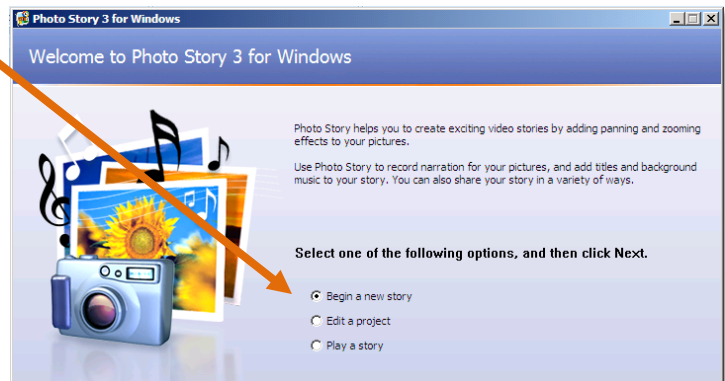 Photo Story 3 for Windows
Welcome to Photo Story 3 for Windows
Photo Story helps you to create exciting video stories by adding panning and zooming
effects to your pictures.
Use Photo Story to record narration for your pictures, and add titles and background
music to your story. You can also share your story in a variety of ways.
Select one of the following options, and then click Next.
Begin a new story
Edit a project
Play a story